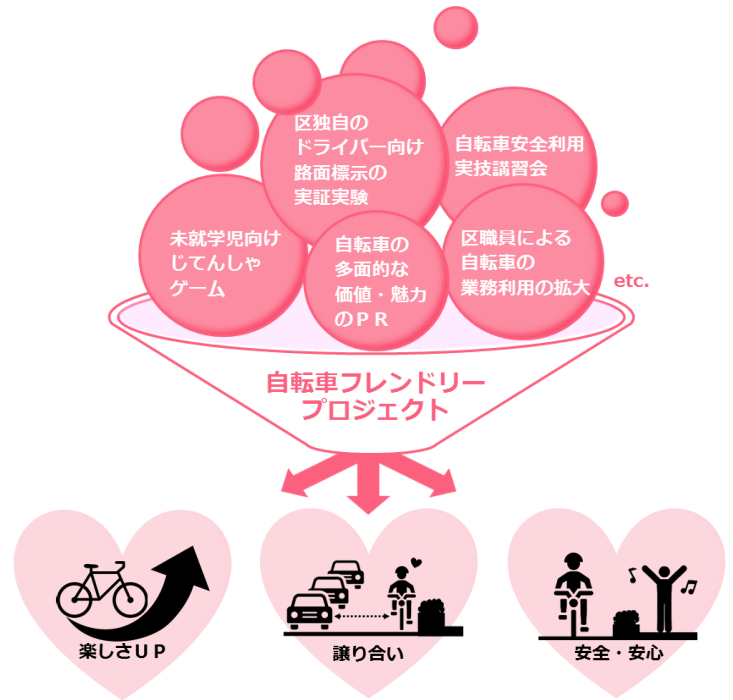 区独自の
ドライバー向け
路面標示の
実証実験
自転車安全利用
実技講習会
未就学児向け
じてんしゃ
ゲーム
自転車の
多面的な
価値・魅力
のＰＲ
区職員による
自転車の
業務利用の拡大
etc.
自転車フレンドリー
プロジェクト
楽しさＵＰ
譲り合い
安全・安心